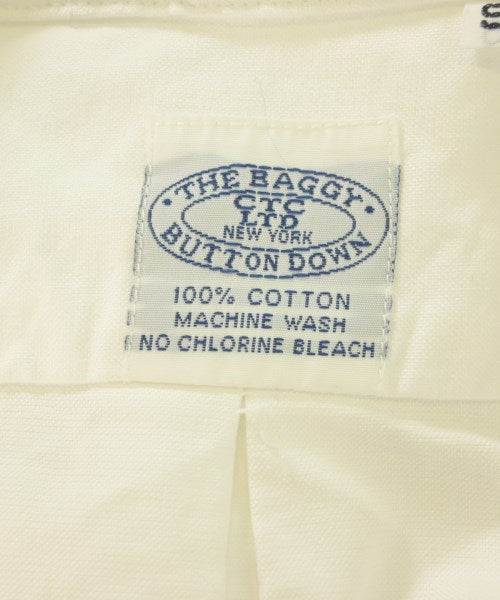 THE BAGGY
CTC
LTD
NEW YORK
BUTTON DOWN
100% COTTON
MACHINE WASH
NO CHLORINE BLEACH